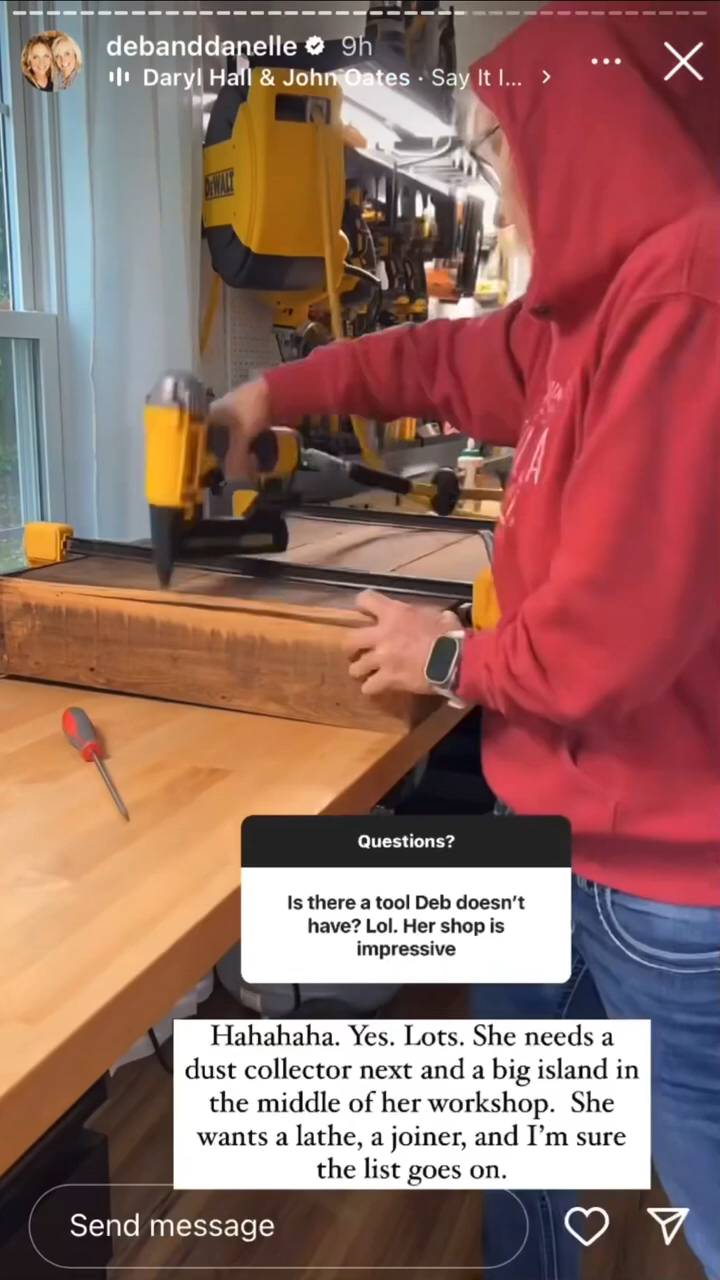 debanddanelle 9h
Daryl Hall & John Oates · Say It I... >
DEWALT
Questions?
Is there a tool Deb doesn't
have? Lol. Her shop is
impressive
Hahahaha. Yes. Lots. She needs a
dust collector next and a big island in
the middle of her workshop. She
wants a lathe, a joiner, and I'm sure
the list goes on.
Send message